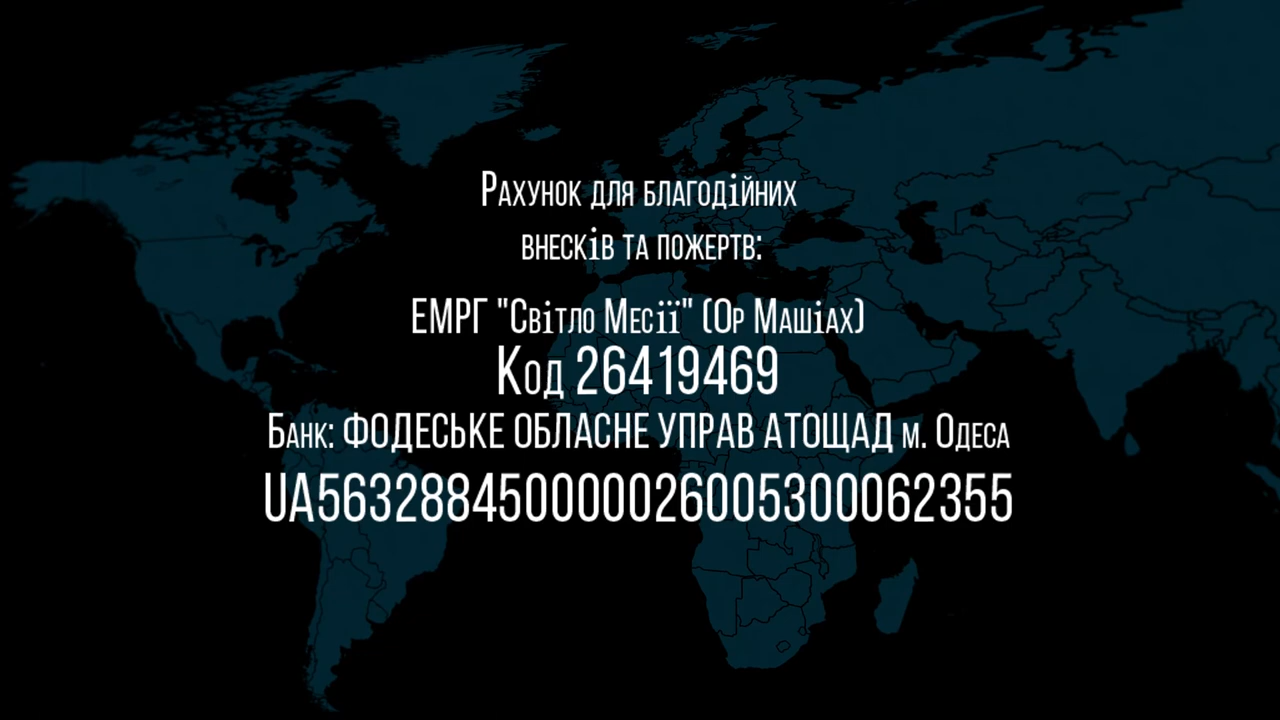 Рахунок для благодійних
внесків та пожертв:
ЕМРГ "Світло Месії" (Ор Машіах)
Код 26419469
Банк: ФОДЕСЬКЕ ОБЛАСНЕ УПРАВ АТОЩАД м. Одеса
UA563288450000026005300062355